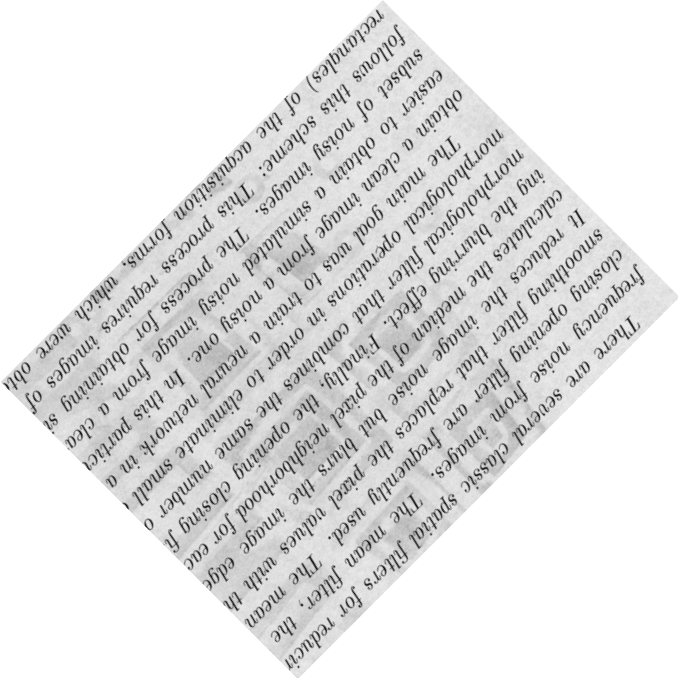 There are several classic spatial filters for reducin
frequency noise from images. The mean filter, the
closing opening filter are frequently used. The mean
smoothing filter that replaces the pixel values with th
It reduces the image noise but blurs the image edge
calculates the median of the pixel neighborhood for eac
ing the blurring effect. Finally, the opening closing fi
morphological filter that combines the same number o
morphological operations in order to eliminate small
The main goal was to train a neural network in a
obtain a clean image from a noisy one. In this partic
easier to obtain a simulated noisy image from a clea
subset of noisy images. The process for obtaining s
follows this scheme: This process requires images of s
rectangles) of the acquisition forms, which were ob